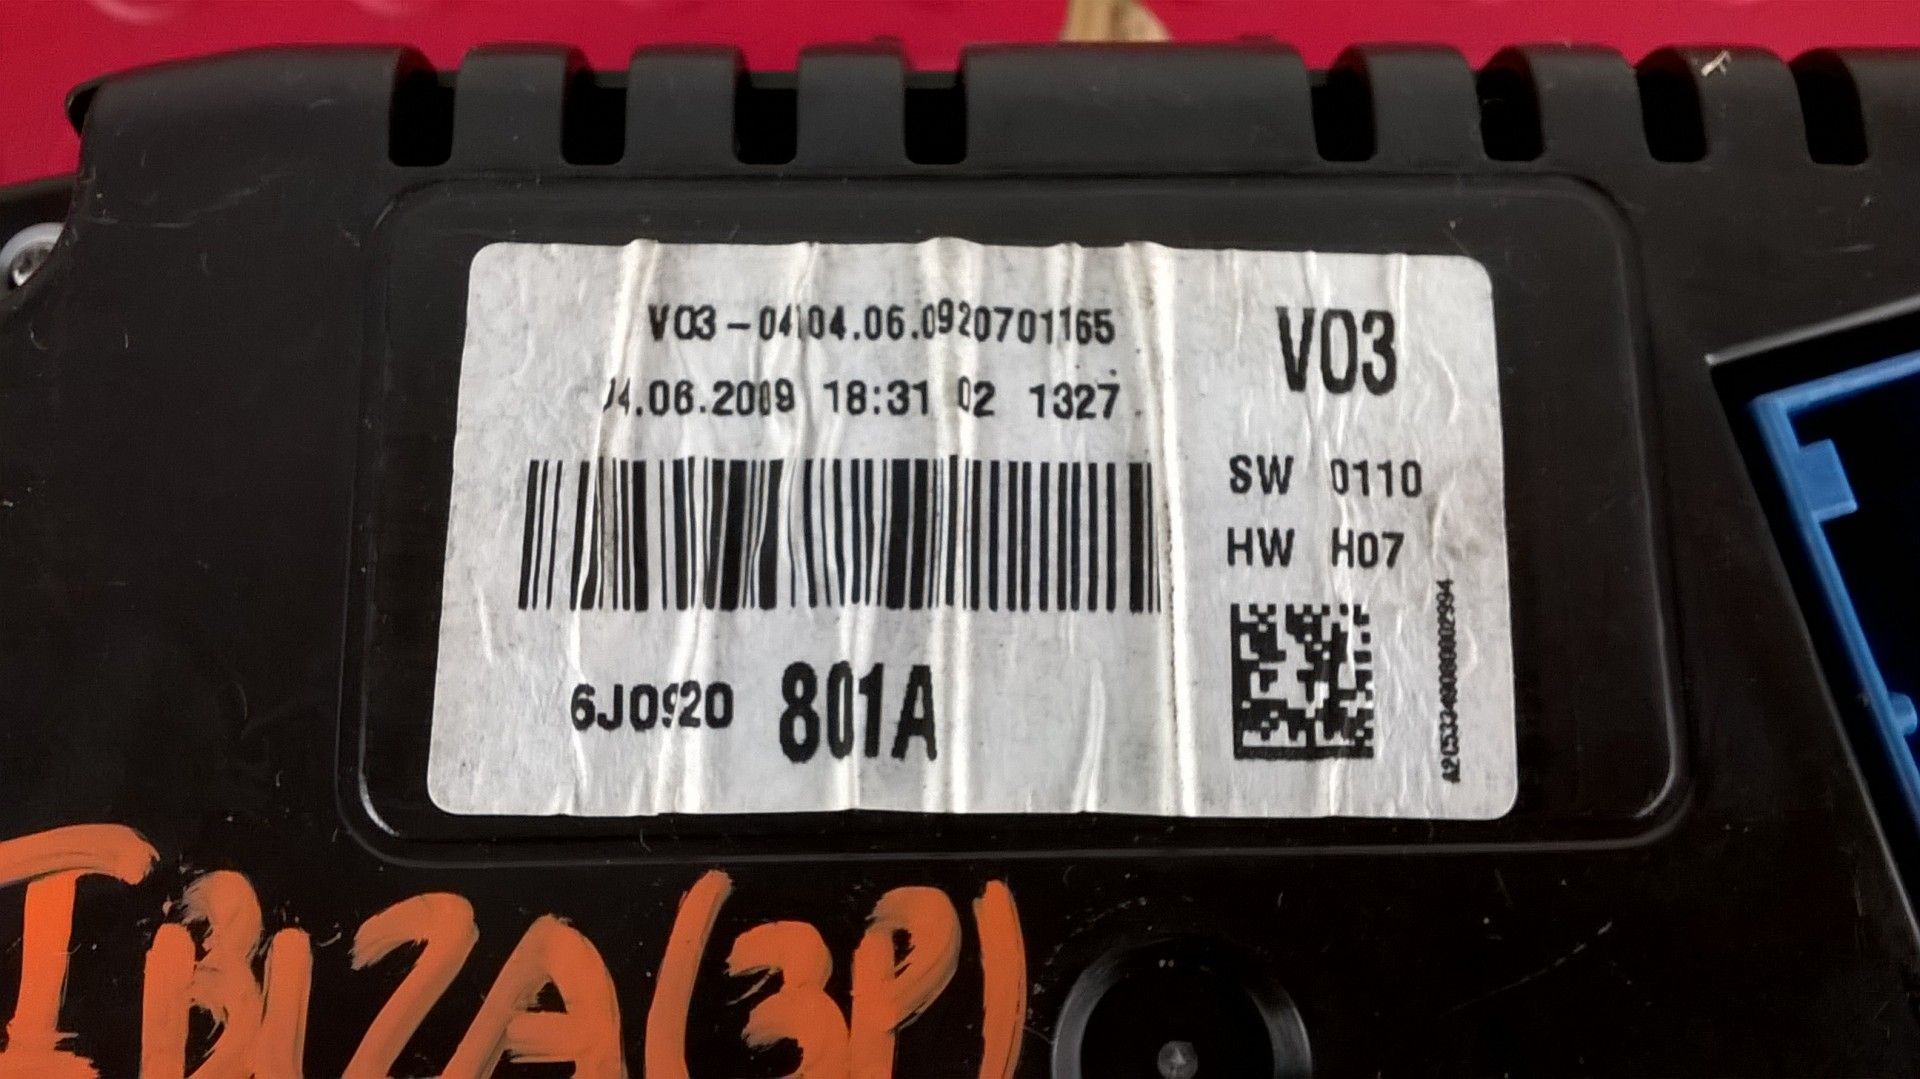 V03-04104.06.0920701165
04.06.2009 18:31 02 1327
V03
SW 0110
HW H07
6J0920 801A
IBIZA(3P)